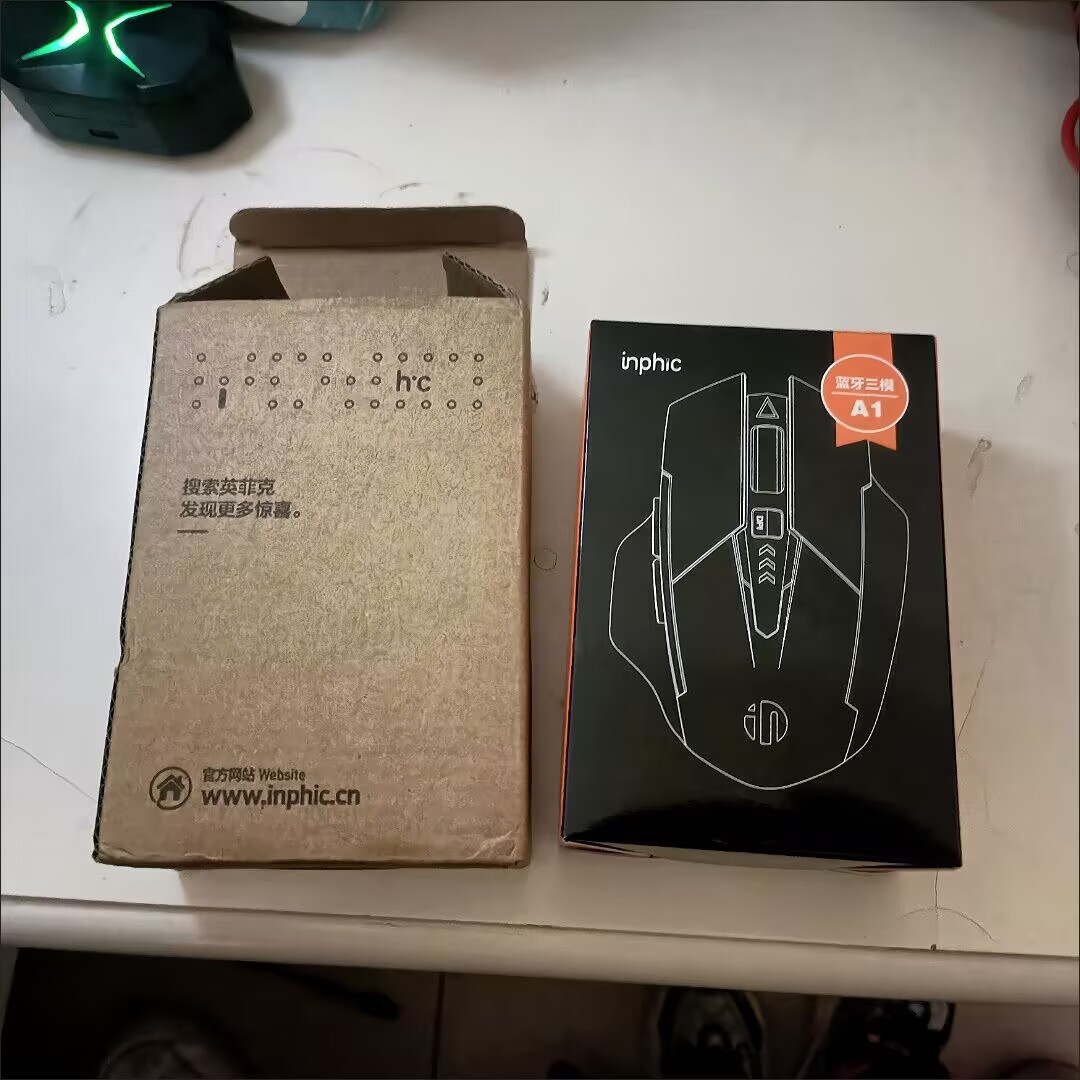 h·c
搜索英菲克
发现更多惊喜。
官方网站 Website
www.inphic.cn
inphic
蓝牙三模
A1
in